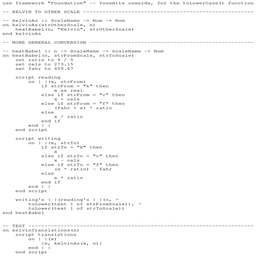 use framework "Foundation" -- Yosemite onwards, for the toLowerCase() function
-- KELVIN TO OTHER SCALE -----------------------------------------------------
-- kelvinAs :: ScaleName -> Num -> Num
on kelvinAs(strOtherScale, n)
heatBabel(n, "Kelvin", strOtherScale)
end kelvinAs
-- MORE GENERAL CONVERSION ---------------------------------------------------
-- heatBabel :: n -> ScaleName -> ScaleName -> Num
on heatBabel(n, strFromScale, strToScale)
set ratio to 9 / 5
set cels to 273.15
set fahr to 459.67
script reading
on | |(x, strFrom)
if strFrom = "k" then
x as real
else if strFrom = "c" then
x + cels
else if strFrom = "f" then
(fahr + x) * ratio
else
x / ratio
end if
end | |
end script
script writing
on | |(x, strTo)
if strTo = "k" then
x
else if strTo = "c" then
x - cels
else if strTo = "f" then
(x * ratio) - fahr
else
x * ratio
end if
end | |
end script
writing's | |(reading's | |(n, ¬
toLower(text 1 of strFromScale)), ¬
toLower(text 1 of strToScale))
end heatBabel
-- TEST ----------------------------------------------------------------------
on kelvinTranslations(n)
script translations
on | |(x)
{x, kelvinAs(x, n)}
end | |
end script